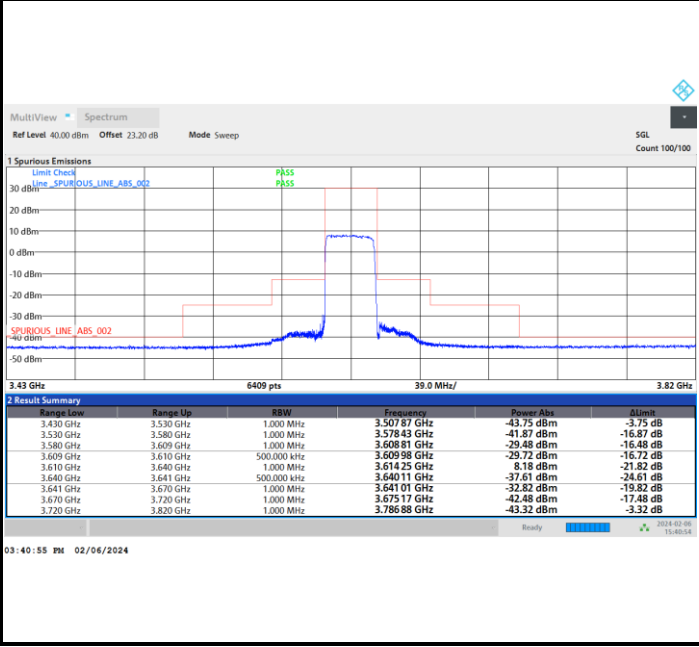 MultiView Spectrum
Ref Level 40.00 dBm Offset 23.20 dB Mode Sweep SGL
Count 100/100
1 Spurious Emissions
Limit Check PASS
Line _SPURIOUS_LINE_ABS_002 PASS
30 dBm
20 dBm
10 dBm
0 dBm
-10 dBm
-20 dBm
-30 dBm
SPURIOUS_LINE_ABS_002
-40 dBm
-50 dBm
3.43 GHz 6409 pts 39.0 MHz/ 3.82 GHz
2 Result Summary
Range Low Range Up RBW Frequency Power Abs ΔLimit
3.430 GHz 3.530 GHz 1.000 MHz 3.507 87 GHz -43.75 dBm -3.75 dB
3.530 GHz 3.580 GHz 1.000 MHz 3.578 43 GHz -41.87 dBm -16.87 dB
3.580 GHz 3.609 GHz 1.000 MHz 3.608 81 GHz -29.48 dBm -16.48 dB
3.609 GHz 3.610 GHz 500.000 kHz 3.609 98 GHz -29.72 dBm -16.72 dB
3.610 GHz 3.640 GHz 1.000 MHz 3.614 25 GHz 8.18 dBm -21.82 dB
3.640 GHz 3.641 GHz 500.000 kHz 3.640 11 GHz -37.61 dBm -24.61 dB
3.641 GHz 3.670 GHz 1.000 MHz 3.641 01 GHz -32.82 dBm -19.82 dB
3.670 GHz 3.720 GHz 1.000 MHz 3.675 17 GHz -42.48 dBm -17.48 dB
3.720 GHz 3.820 GHz 1.000 MHz 3.786 88 GHz -43.32 dBm -3.32 dB
Ready 2024-02-06
15:40:54
03:40:55 PM 02/06/2024